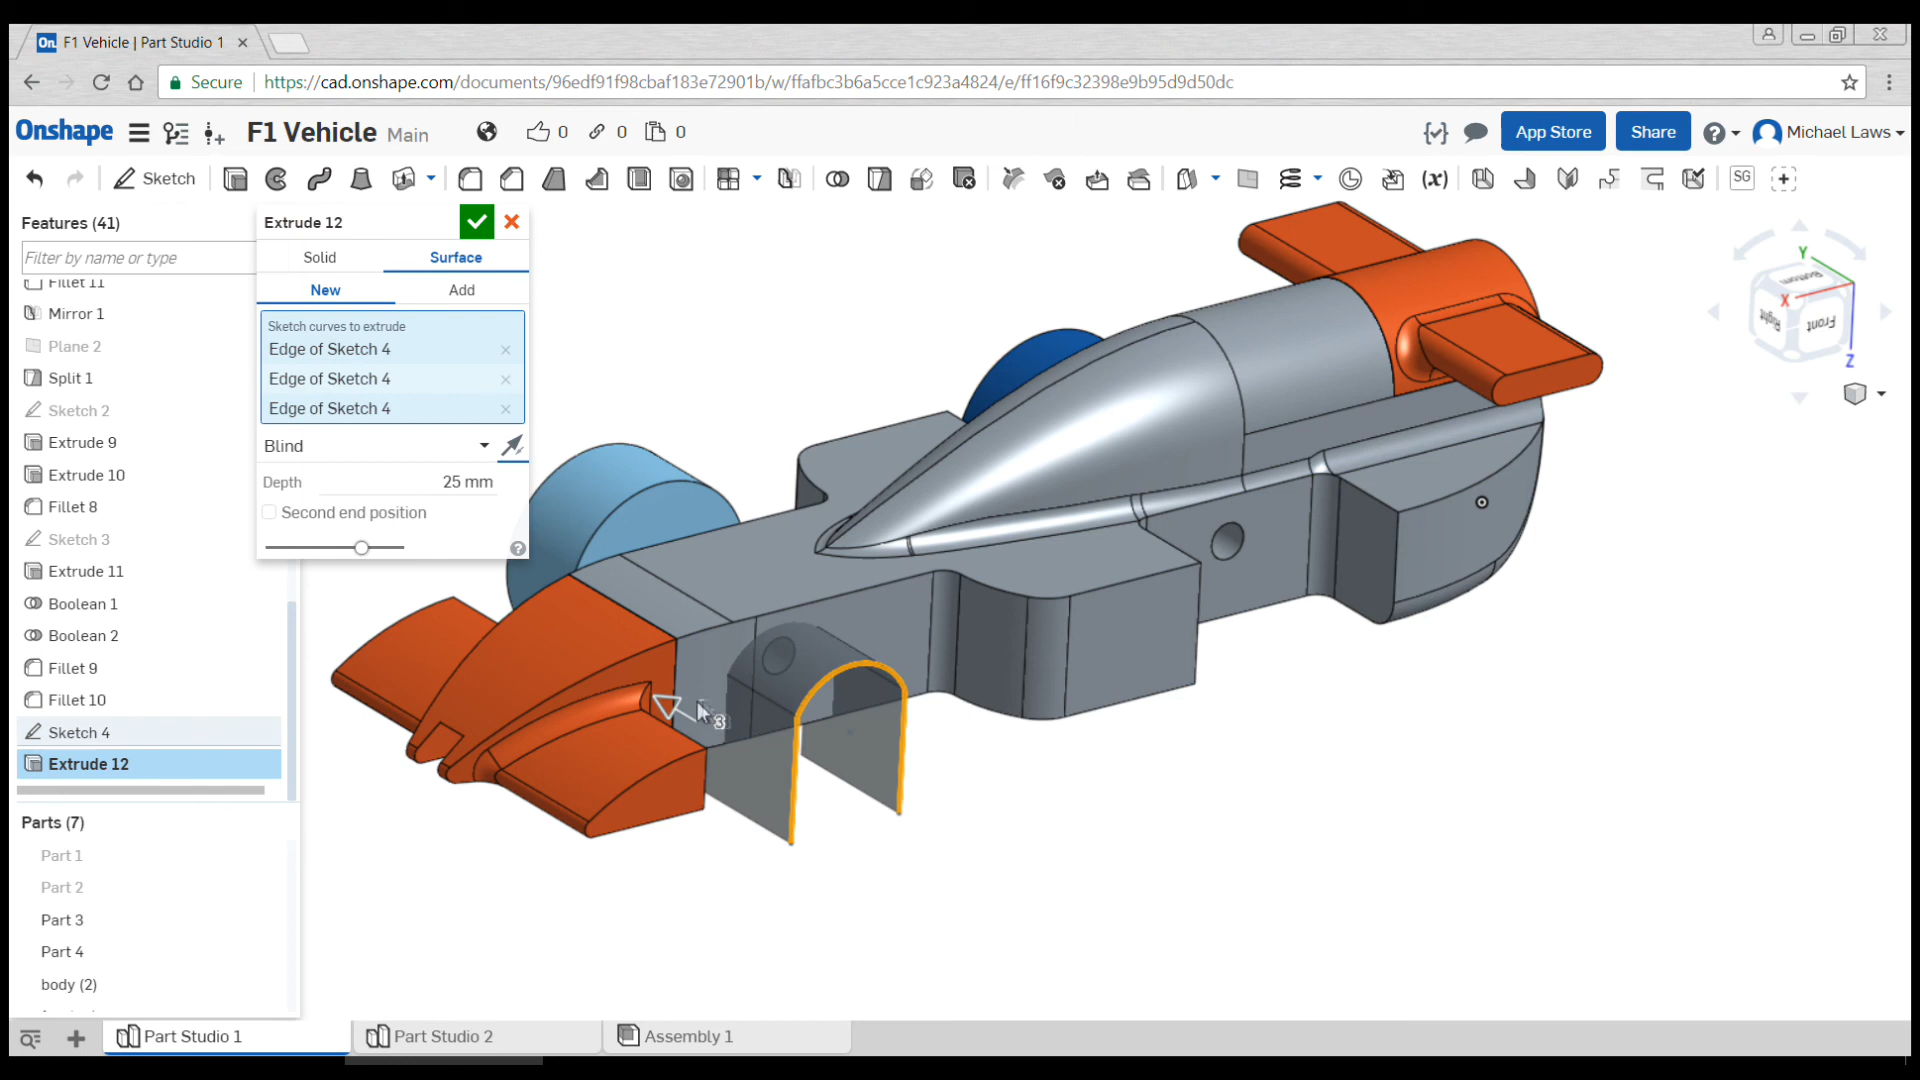 On F1 Vehicle | Part Studio 1
Secure https://cad.onshape.com/documents/96edf91f98cbaf183e72901b/w/ffafbc3b6a5cce1c923a4824/e/ff16f9c32398e9b95d9d50dc
Onshape F1 Vehicle Main 0 0 0 App Store Share Michael Laws
Sketch (x) SG
Features (41)
Filter by name or type
Fillet 11
Mirror 1
Plane 2
Split 1
Sketch 2
Extrude 9
Extrude 10
Fillet 8
Sketch 3
Extrude 11
Boolean 1
Boolean 2
Fillet 9
Fillet 10
Sketch 4
Extrude 12
Parts (7)
Part 1
Part 2
Part 3
Part 4
body (2)
Extrude 12
Solid Surface
New Add
Sketch curves to extrude
Edge of Sketch 4
Edge of Sketch 4
Edge of Sketch 4
Blind
Depth 25 mm
Second end position
3
Y
Bottom
X
Right Front
Z
Part Studio 1 Part Studio 2 Assembly 1